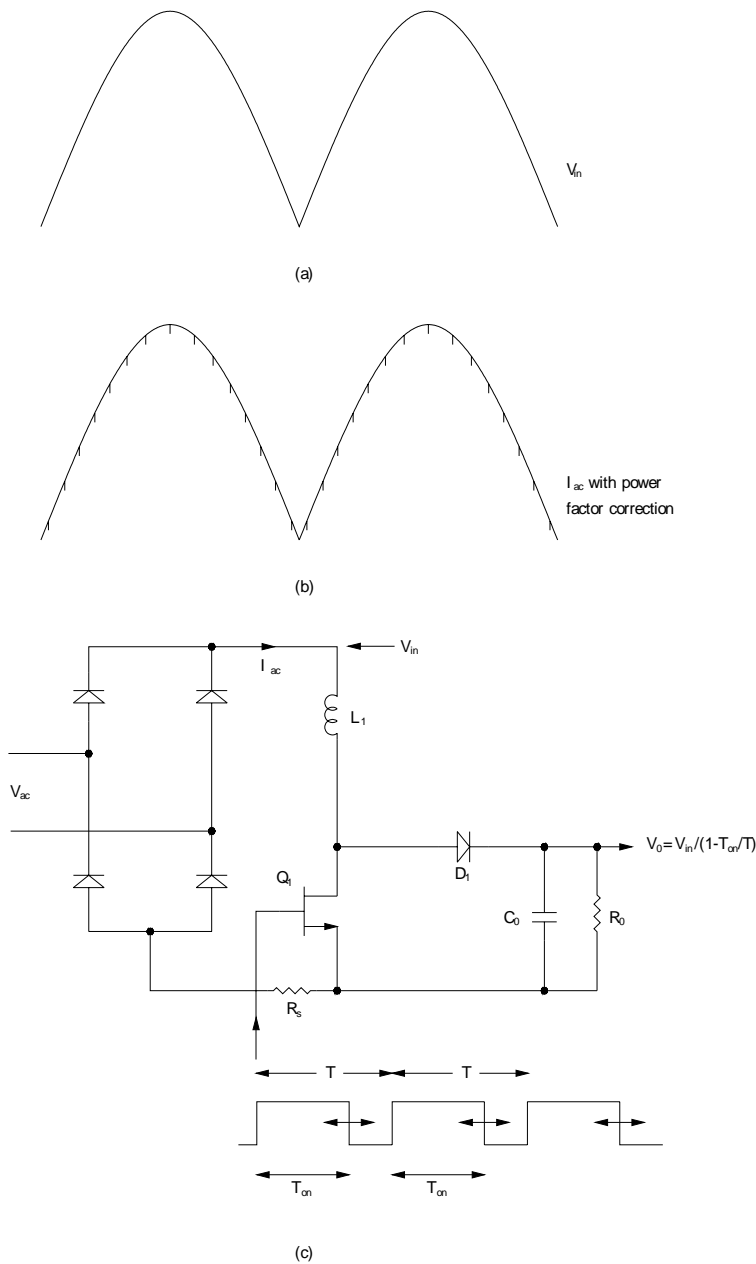 V_in
(a)
I_ac with power
factor correction
(b)
V_in
I_ac
L_1
V_ac
V_0 = V_in/(1-T_on/T)
Q_1
D_1
C_0
R_0
R_s
T T
T_on T_on
(c)